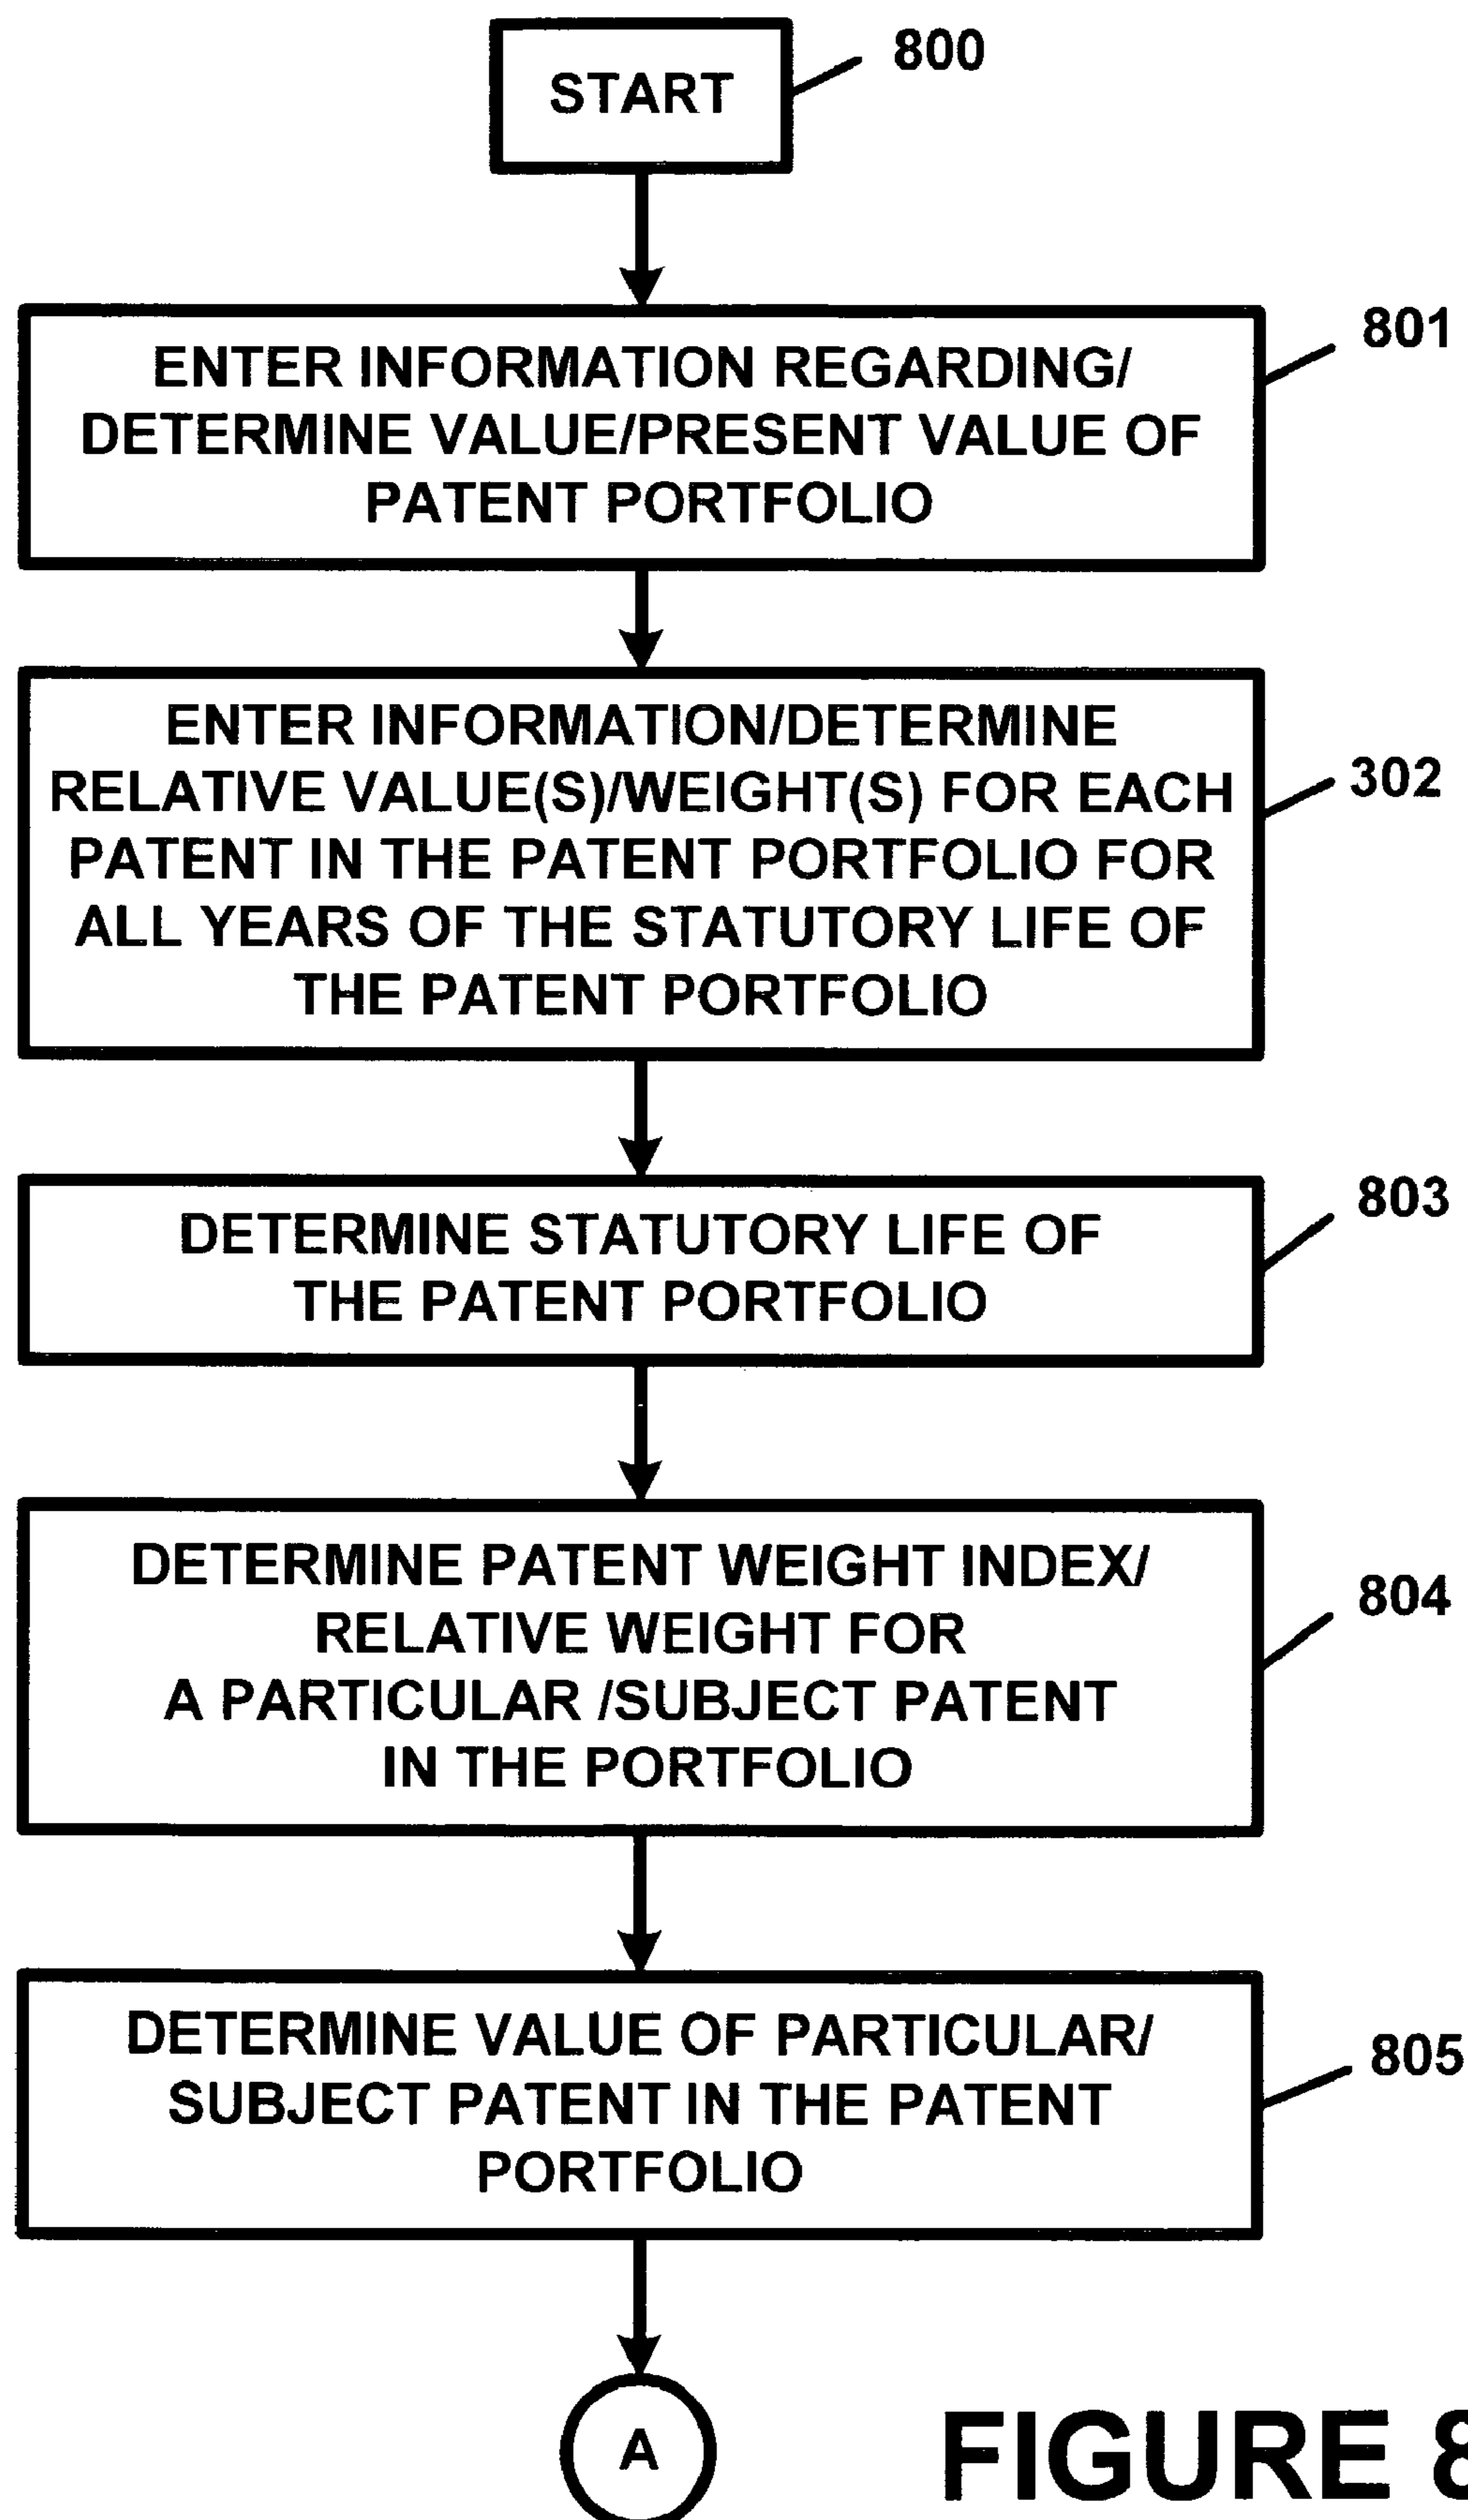 START
800
ENTER INFORMATION REGARDING/
DETERMINE VALUE/PRESENT VALUE OF
PATENT PORTFOLIO
801
ENTER INFORMATION/DETERMINE
RELATIVE VALUE(S)/WEIGHT(S) FOR EACH
PATENT IN THE PATENT PORTFOLIO FOR
ALL YEARS OF THE STATUTORY LIFE OF
THE PATENT PORTFOLIO
302
DETERMINE STATUTORY LIFE OF
THE PATENT PORTFOLIO
803
DETERMINE PATENT WEIGHT INDEX/
RELATIVE WEIGHT FOR
A PARTICULAR /SUBJECT PATENT
IN THE PORTFOLIO
804
DETERMINE VALUE OF PARTICULAR/
SUBJECT PATENT IN THE PATENT
PORTFOLIO
805
A
FIGURE 8